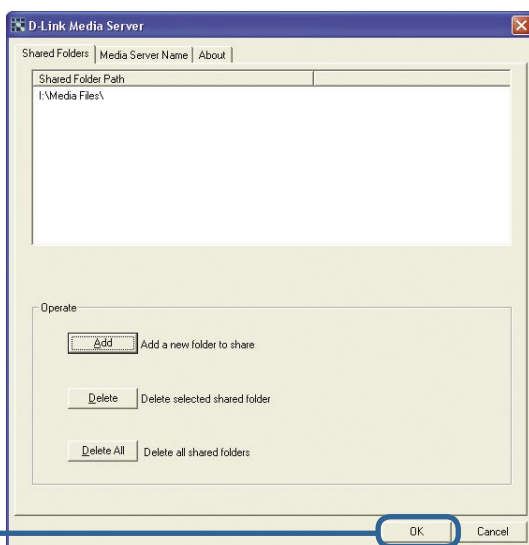 D-Link Media Server
Shared Folders Media Server Name About
Shared Folder Path
I:\Media Files\
Operate
Add Add a new folder to share
Delete Delete selected shared folder
Delete All Delete all shared folders
OK Cancel